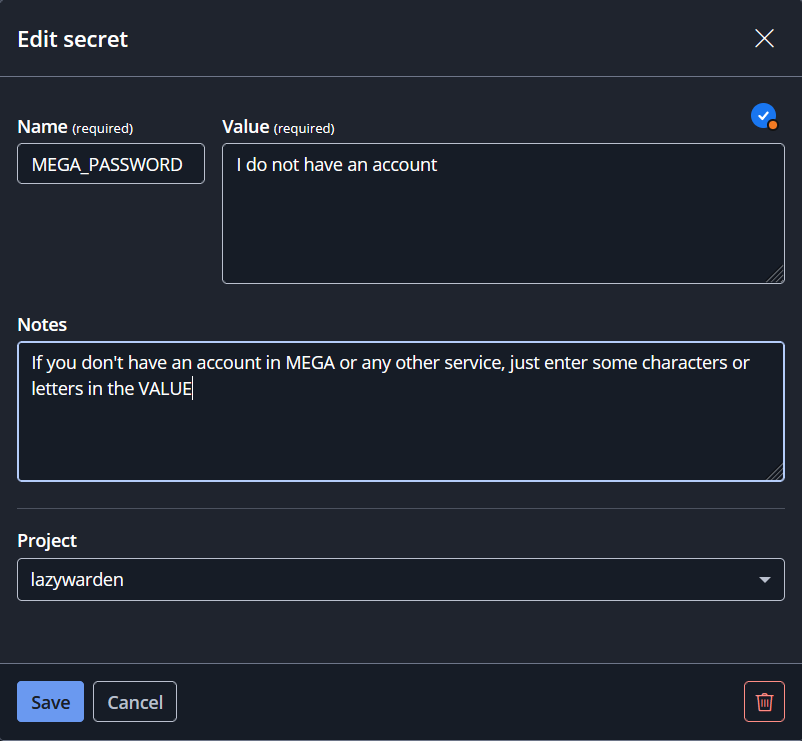 Edit secret
Name (required)
Value (required)
MEGA_PASSWORD
I do not have an account
Notes
If you don't have an account in MEGA or any other service, just enter some characters or
letters in the VALUE
Project
lazywarden
Save
Cancel